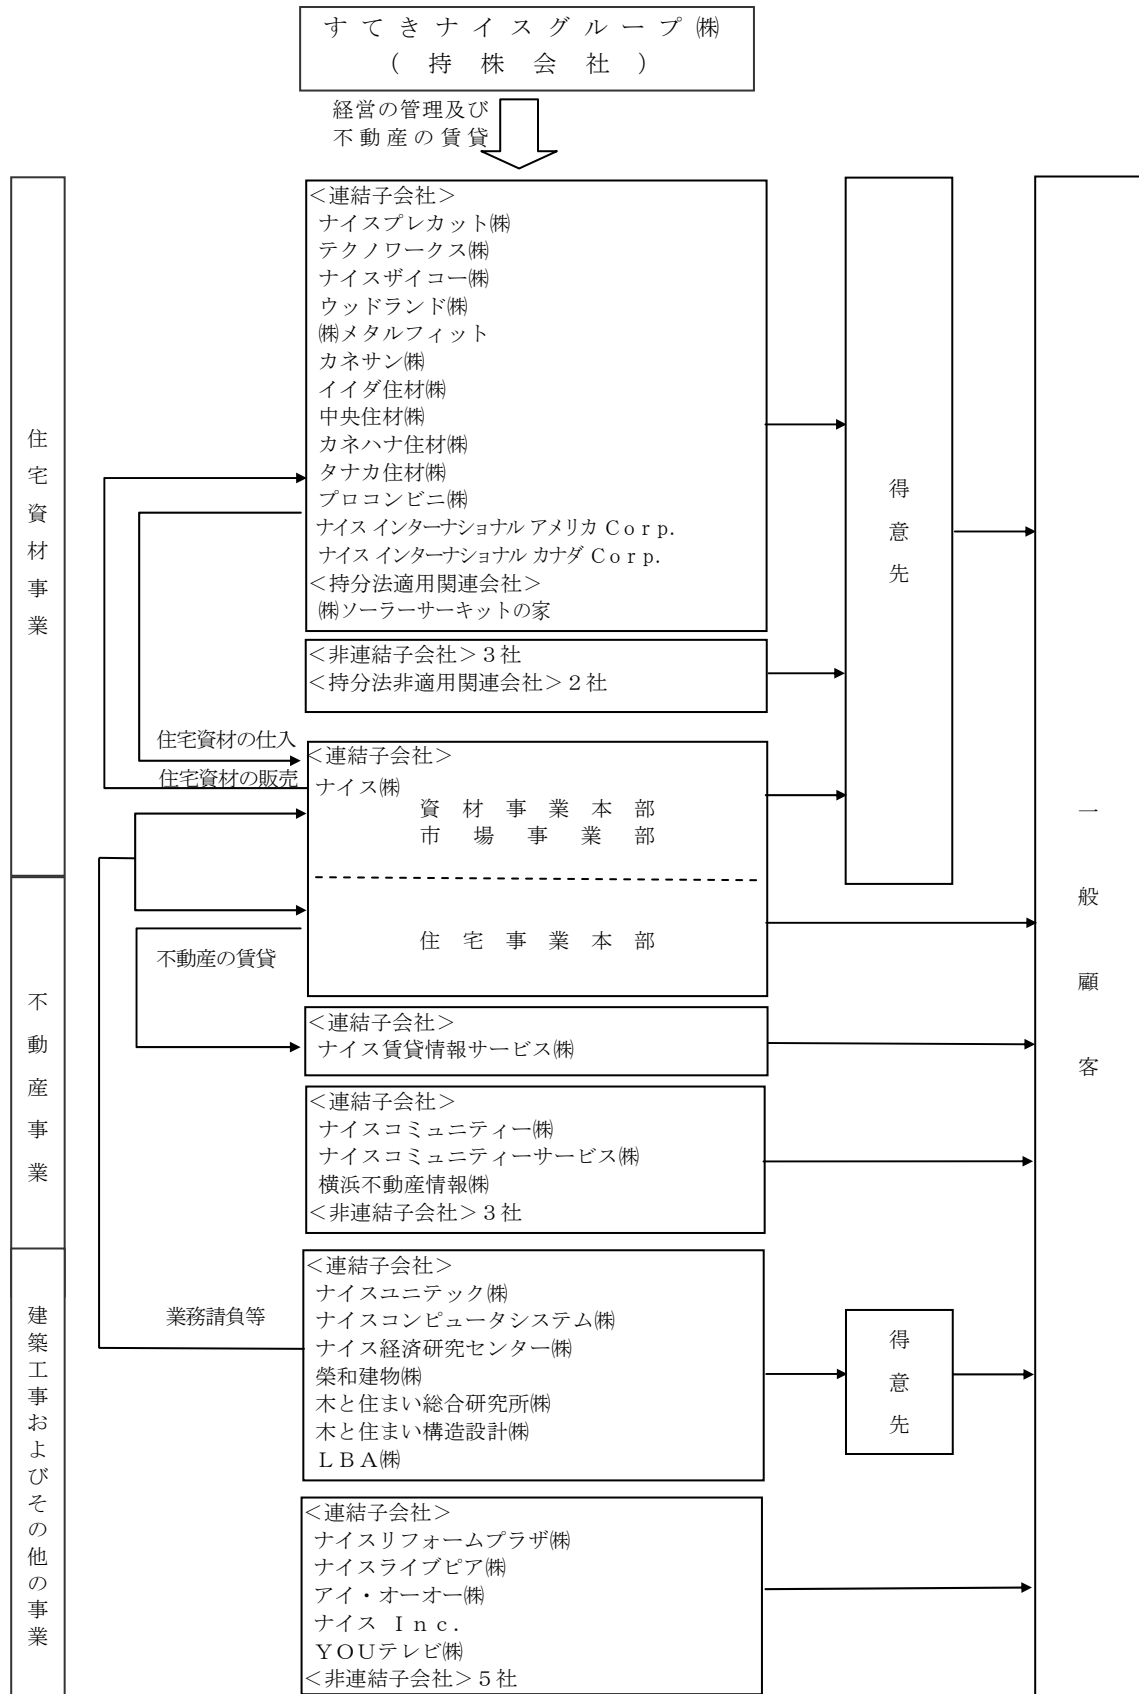 すてきナイスグループ㈱
（持株会社）
経営の管理及び
不動産の賃貸
住宅資材事業
＜連結子会社＞
ナイスプレカット㈱
テクノワークス㈱
ナイスザイコー㈱
ウッドランド㈱
㈱メタルフィット
カネサン㈱
イイダ住材㈱
中央住材㈱
カネハナ住材㈱
タナカ住材㈱
プロコンビニ㈱
ナイス インターナショナル アメリカ Ｃｏｒｐ．
ナイス インターナショナル カナダ Ｃｏｒｐ．
＜持分法適用関連会社＞
㈱ソーラーサーキットの家
＜非連結子会社＞３社
＜持分法非適用関連会社＞２社
得意先
一般顧客
住宅資材の仕入
住宅資材の販売
＜連結子会社＞
ナイス㈱
資材事業本部
市場事業部
住宅事業本部
不動産事業
不動産の賃貸
＜連結子会社＞
ナイス賃貸情報サービス㈱
＜連結子会社＞
ナイスコミュニティー㈱
ナイスコミュニティーサービス㈱
横浜不動産情報㈱
＜非連結子会社＞３社
建築工事およびその他の事業
業務請負等
＜連結子会社＞
ナイスユニテック㈱
ナイスコンピュータシステム㈱
ナイス経済研究センター㈱
榮和建物㈱
木と住まい総合研究所㈱
木と住まい構造設計㈱
ＬＢＡ㈱
得意先
＜連結子会社＞
ナイスリフォームプラザ㈱
ナイスライブピア㈱
アイ・オーオー㈱
ナイス Ｉｎｃ．
ＹＯＵテレビ㈱
＜非連結子会社＞５社